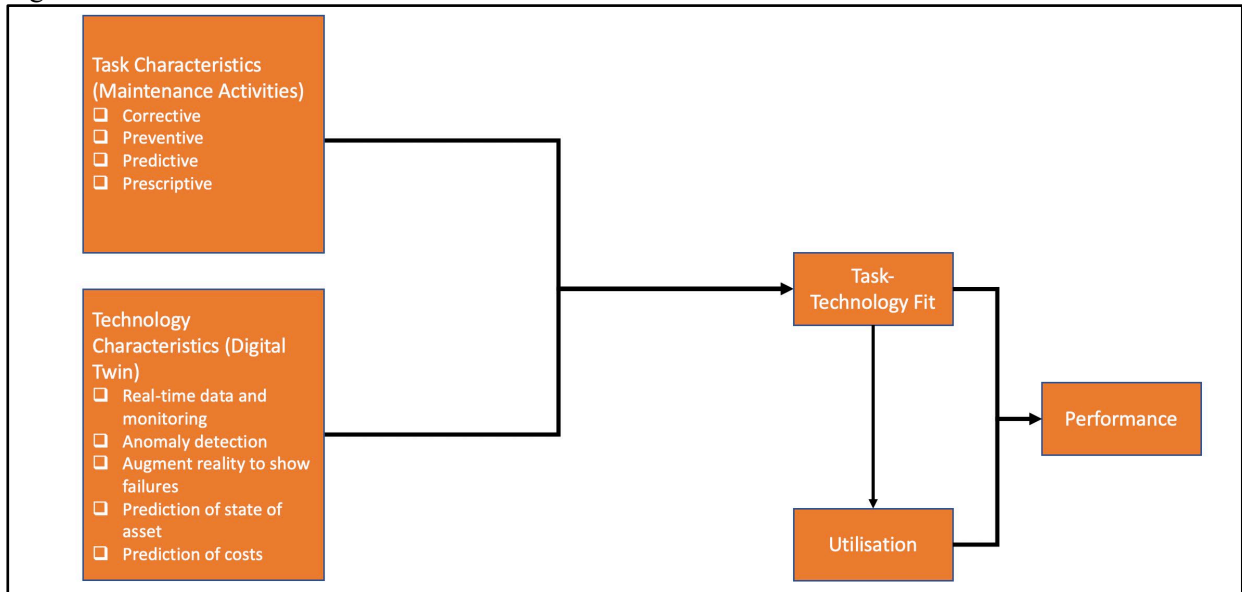 Task Characteristics
(Maintenance Activities)
❑ Corrective
❑ Preventive
❑ Predictive
❑ Prescriptive
Technology
Characteristics (Digital
Twin)
❑ Real-time data and
monitoring
❑ Anomaly detection
❑ Augment reality to show
failures
❑ Prediction of state of
asset
❑ Prediction of costs
Task-
Technology Fit
Utilisation
Performance